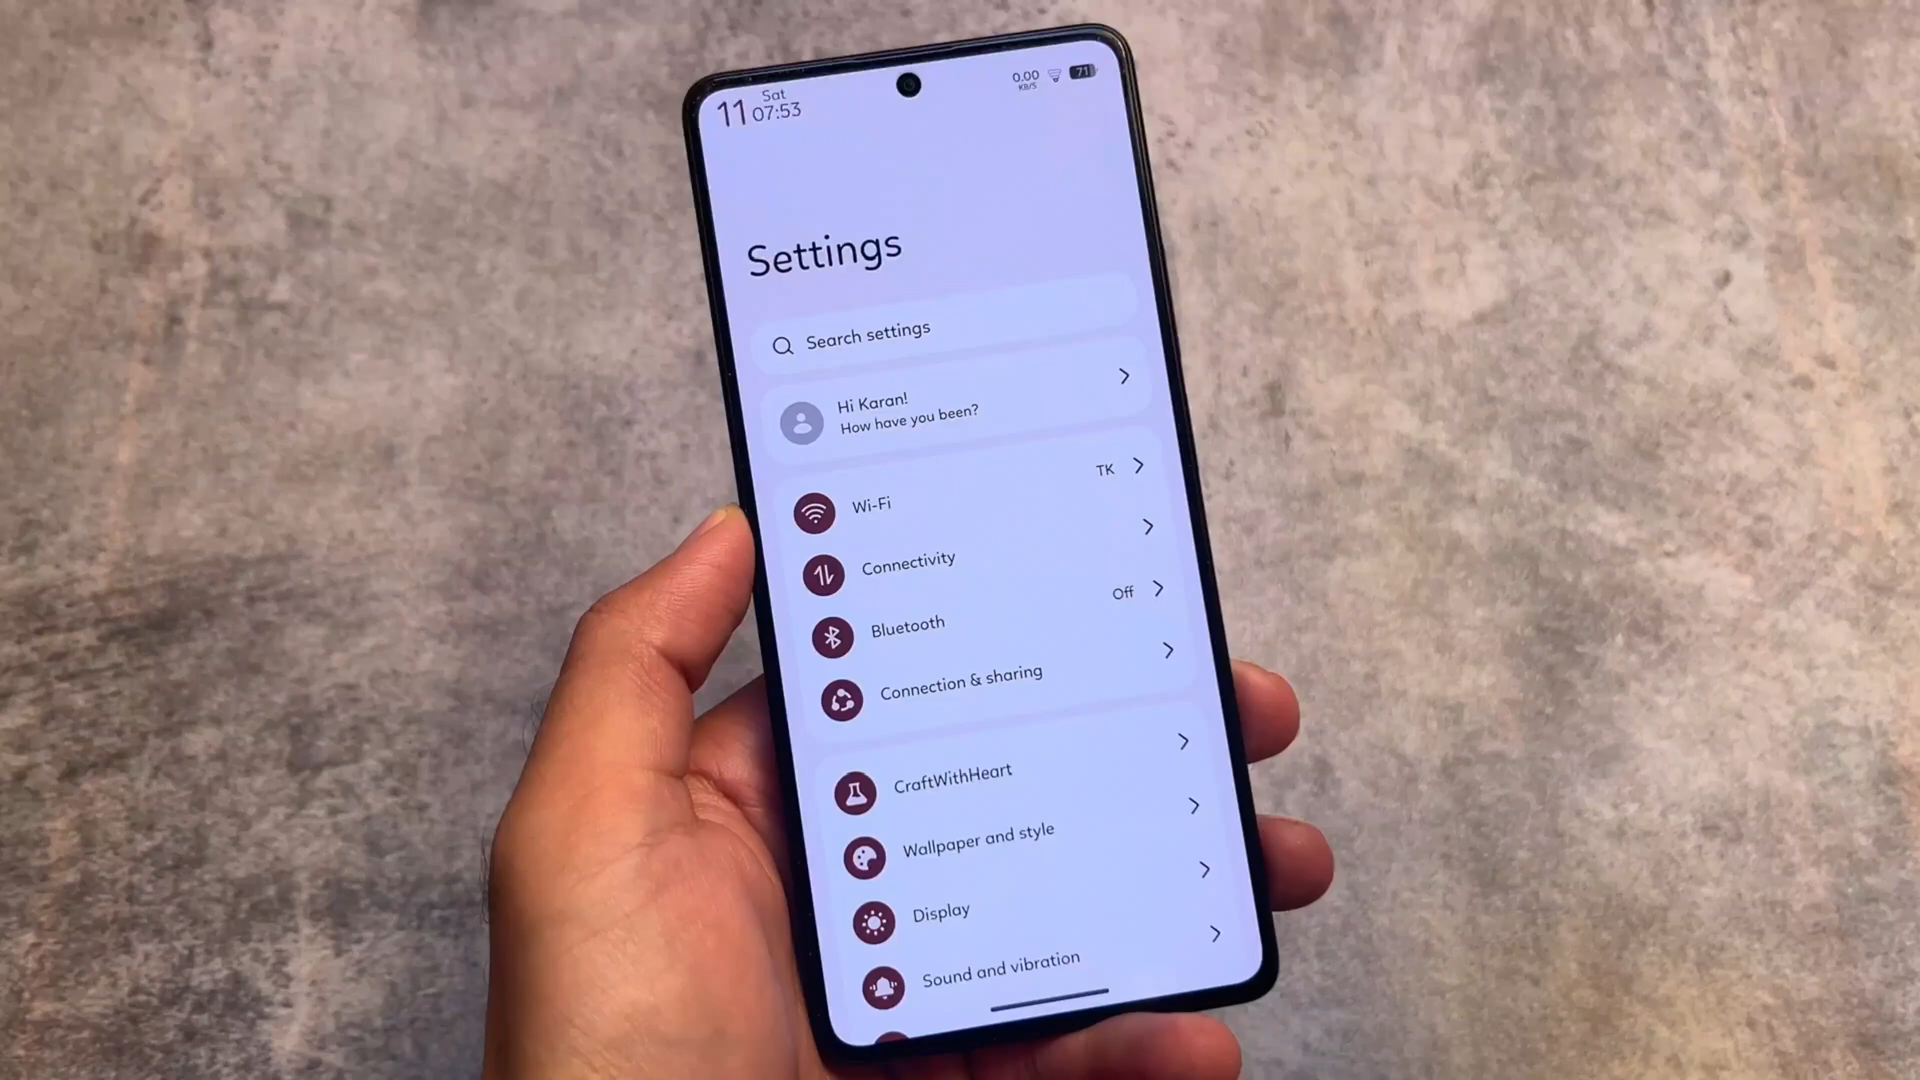 Sat
11 07:53
0.00
KB/S
71
Settings
Search settings
Hi Karan!
How have you been?
Wi-Fi TK
Connectivity
Bluetooth Off
Connection & sharing
CraftWithHeart
Wallpaper and style
Display
Sound and vibration